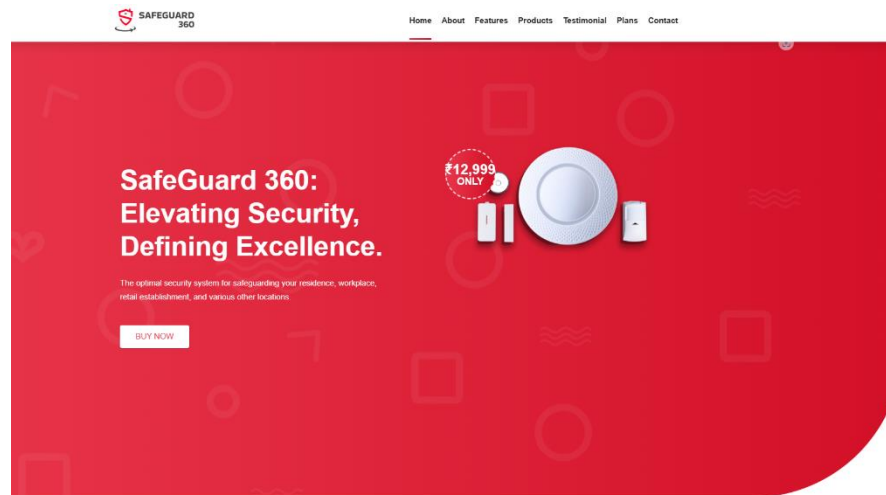 SAFEGUARD
360
Home About Features Products Testimonial Plans Contact
SafeGuard 360:
Elevating Security,
Defining Excellence.
The optimal security system for safeguarding your residence, workplace,
retail establishment, and various other locations
BUY NOW
₹12,999
ONLY